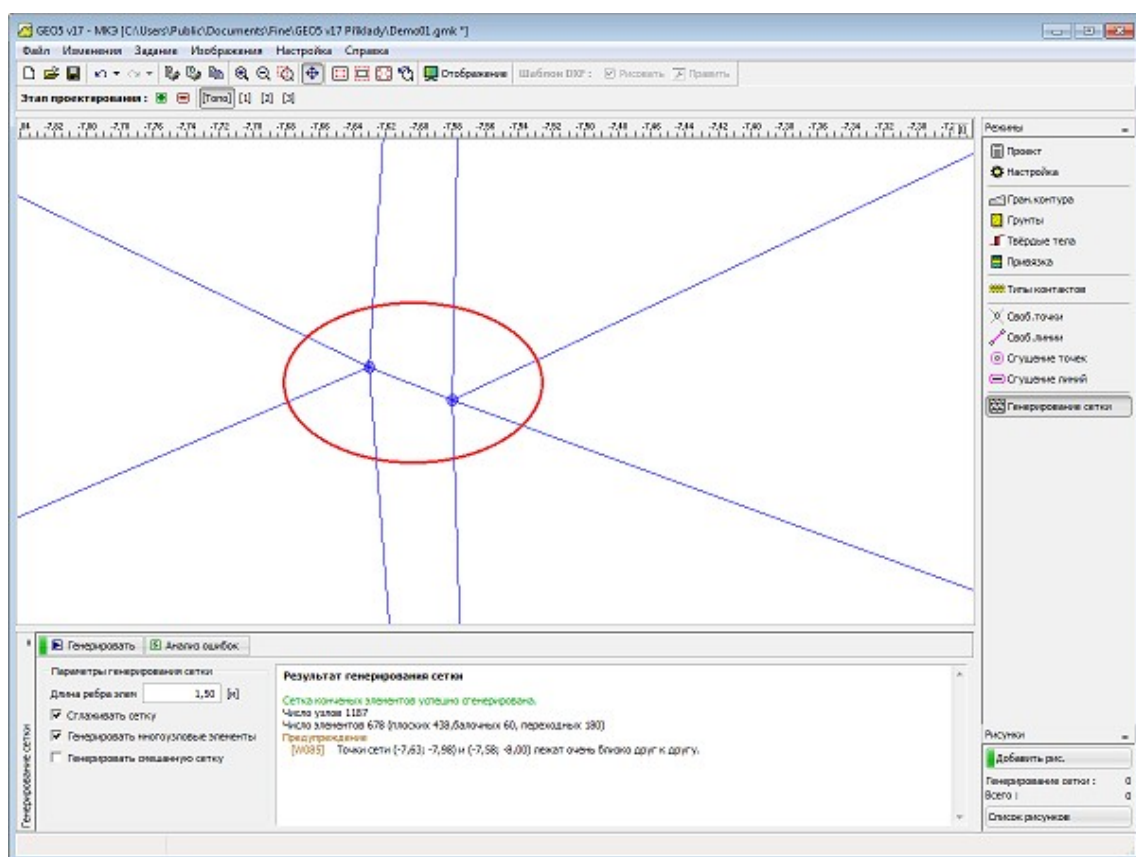 GEO5 v17 - МКЭ [C:\Users\Public\Documents\Fine\GEO5 v17 Příklady\Demo01.gmk *]
Файл Изменения Задание Изображения Настройка Справка
Отображение Шаблон DXF: Рисовать Править
Этап проектирования: [Топо] [1] [2] [3]
Режимы
Проект
Настройка
Гран.контура
Грунты
Твёрдые тела
Привязка
Типы контактов
Своб.точки
Своб.линии
Сгущение точек
Сгущение линий
Генерирование сетки
Генерировать Анализ ошибок
Параметры генерирования сетки
Длина ребра элем 1,50 [м]
Сглаживать сетку
Генерировать многоузловые элементы
Генерировать смешанную сетку
Генерирование сетки
Результат генерирования сетки
Сетка конченых элементов успешно сгенерирована.
Число узлов 1187
Число элементов 678 (плоских 438,балочных 60, переходных 180)
Предупреждение
[W085] Точки сети (-7,63; -7,98) и (-7,58; -8,00) лежат очень близко друг к другу.
Рисунки
Добавить рис.
Генерирование сетки: 0
Всего: 0
Список рисунков